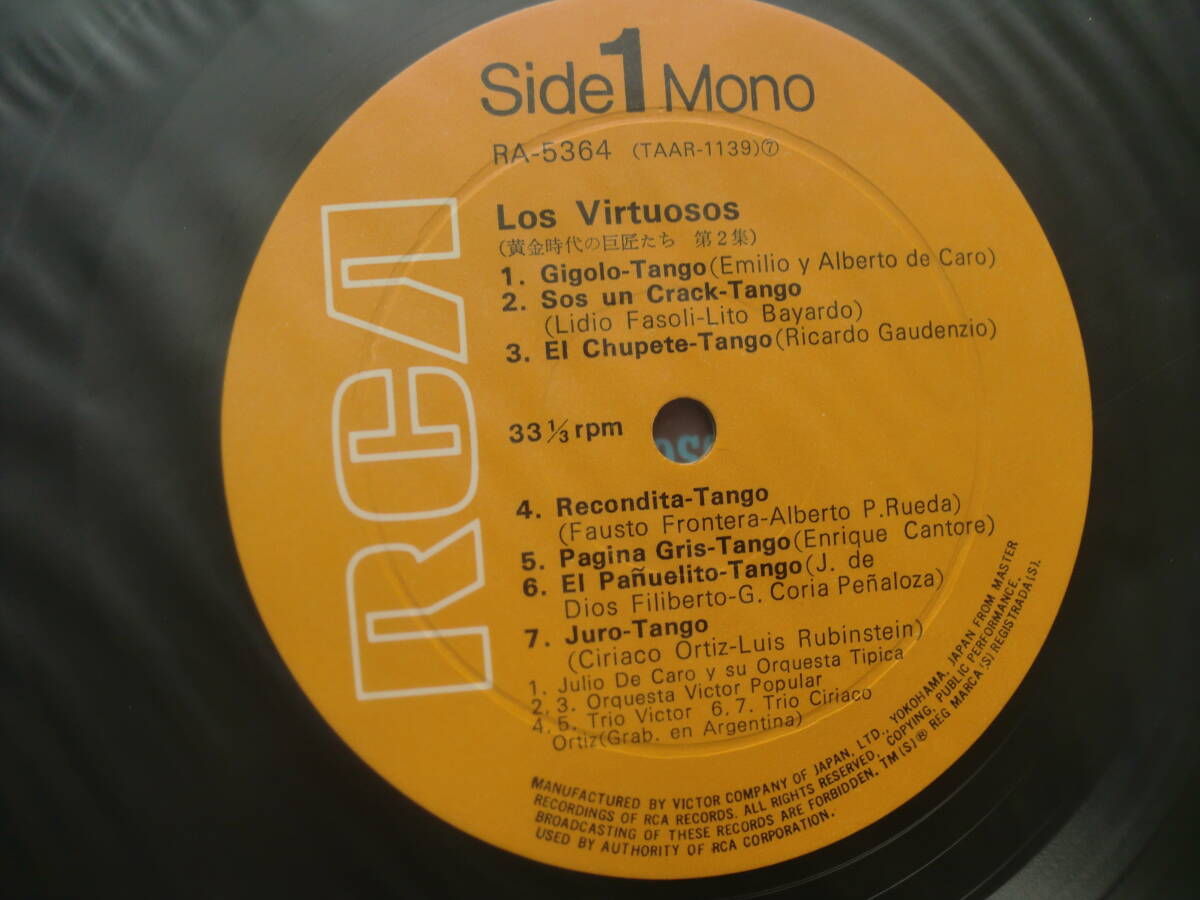 Side 1 Mono
RA-5364 (TAAR-1139)⑦
Los Virtuosos
(黄金時代の巨匠たち 第2集)
1. Gigolo-Tango(Emilio y Alberto de Caro)
2. Sos un Crack-Tango
(Lidio Fasoli-Lito Bayardo)
3. El Chupete-Tango(Ricardo Gaudenzio)
RCA
33 1/3 rpm
4. Recondita-Tango
(Fausto Frontera-Alberto P.Rueda)
5. Pagina Gris-Tango(Enrique Cantore)
6. El Pañuelito-Tango(J. de
Dios Filiberto-G. Coria Peñaloza)
7. Juro-Tango
(Ciriaco Ortiz-Luis Rubinstein)
1. Julio De Caro y su Orquesta Tipica
2. 3. Orquesta Victor Popular
4. 5. Trio Victor 6. 7. Trio Ciriaco
Ortiz(Grab. en Argentina)
MANUFACTURED BY VICTOR COMPANY OF JAPAN, LTD., YOKOHAMA, JAPAN FROM MASTER
RECORDINGS OF RCA RECORDS. ALL RIGHTS RESERVED, COPYING, PUBLIC PERFORMANCE,
BROADCASTING OF THESE RECORDS ARE FORBIDDEN. TM(S)® REG MARCA(S) REGISTRADA(S).
USED BY AUTHORITY OF RCA CORPORATION.